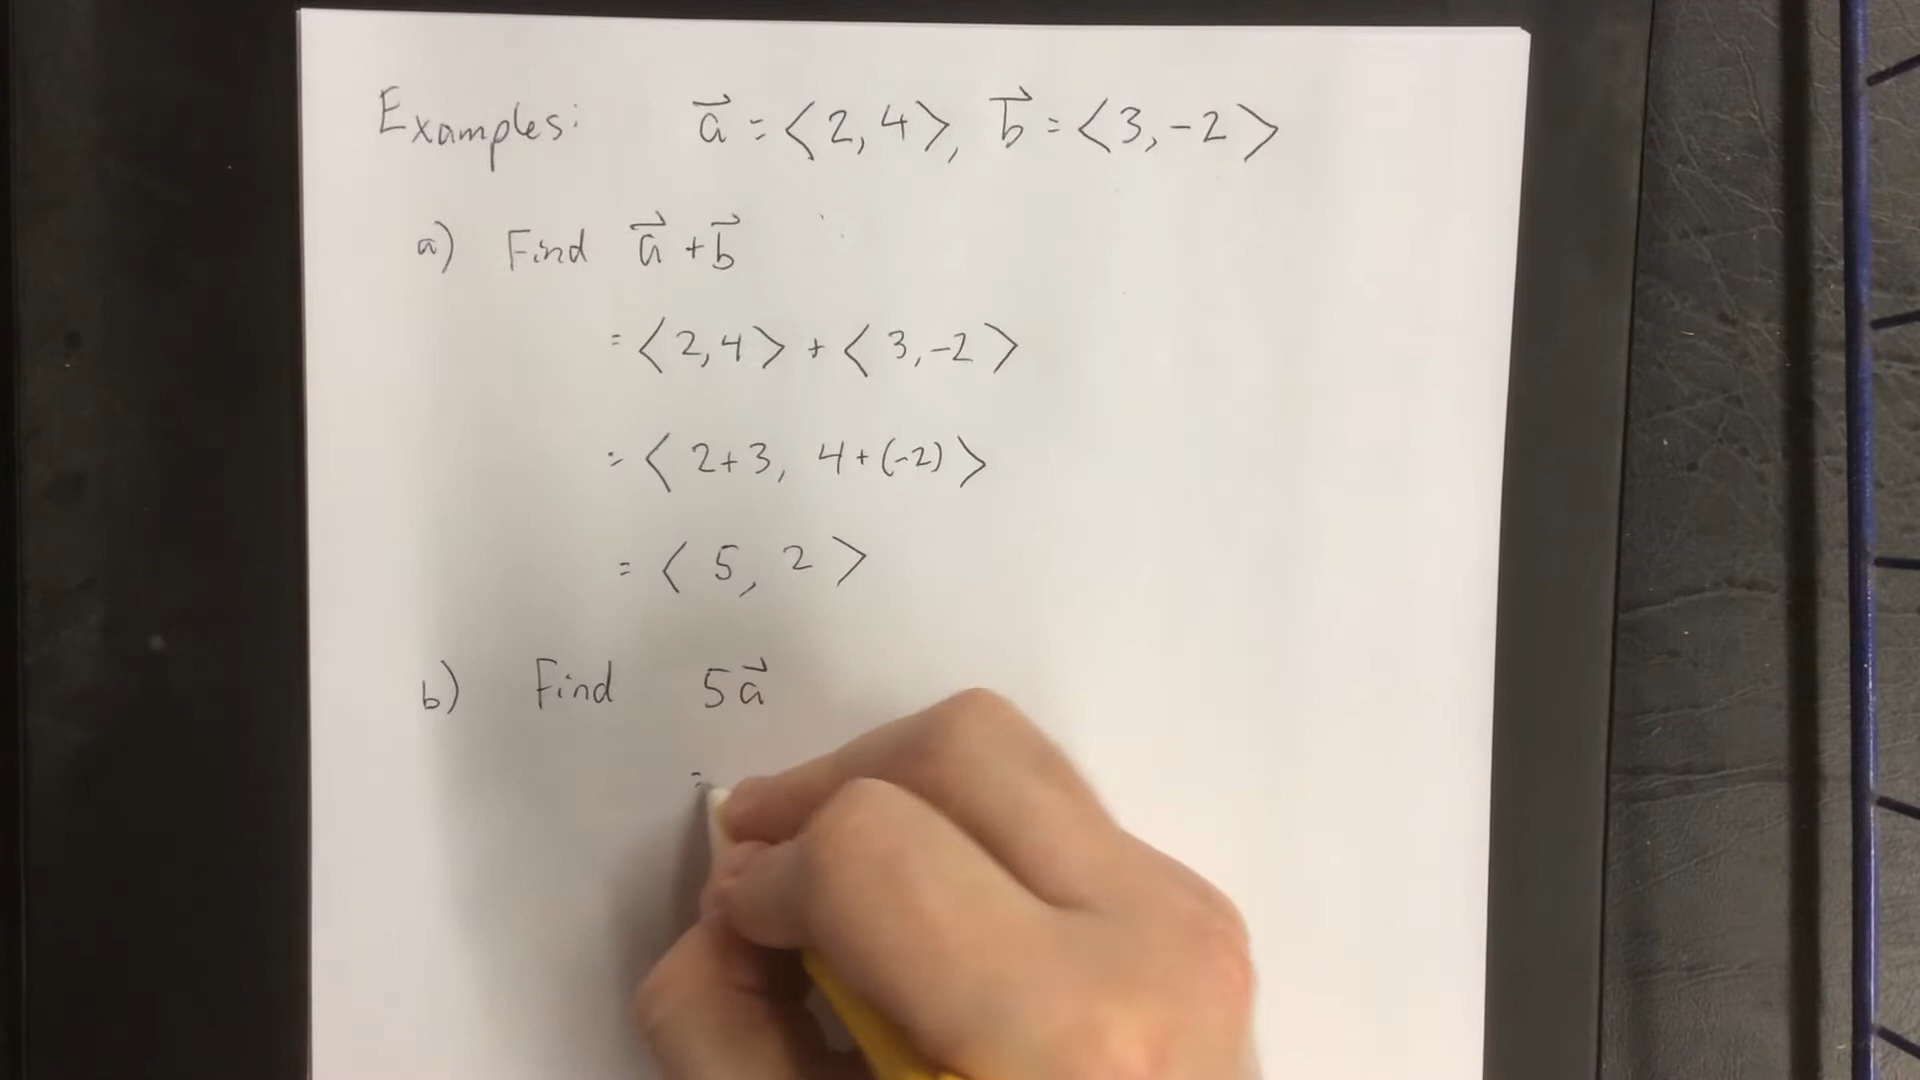 Examples: a⃗ = ⟨2, 4⟩, b⃗ = ⟨3, -2⟩
a) Find a⃗ + b⃗
= ⟨2, 4⟩ + ⟨3, -2⟩
= ⟨2+3, 4+(-2)⟩
= ⟨5, 2⟩
b) Find 5a⃗
=